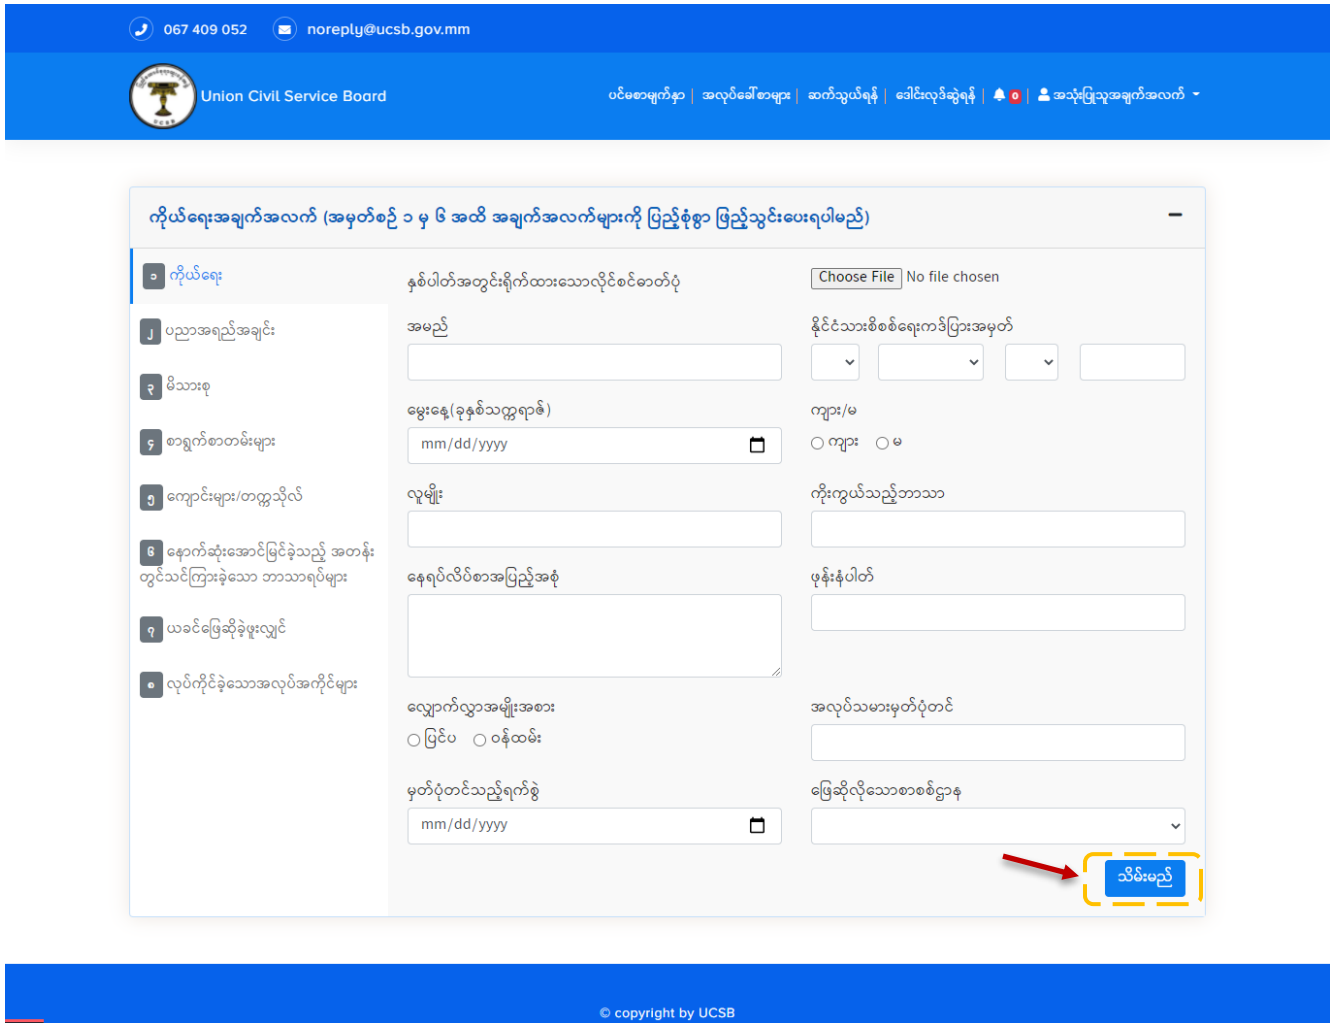 067 409 052 noreply@ucsb.gov.mm
Union Civil Service Board
ပင်မစာမျက်နှာ | အလုပ်ခေါ်စာများ | ဆက်သွယ်ရန် | ဒေါင်းလုဒ်ဆွဲရန် | 0 | အသုံးပြုသူအချက်အလက်
ကိုယ်ရေးအချက်အလက် (အမှတ်စဉ် ၁ မှ ၆ အထိ အချက်အလက်များကို ပြည့်စုံစွာ ဖြည့်သွင်းပေးရပါမည်)
၁ ကိုယ်ရေး
၂ ပညာအရည်အချင်း
၃ မိသားစု
၄ စာရွက်စာတမ်းများ
၅ ကျောင်းများ/တက္ကသိုလ်
၆ နောက်ဆုံးအောင်မြင်ခဲ့သည့် အတန်း
တွင်သင်ကြားခဲ့သော ဘာသာရပ်များ
၇ ယခင်ဖြေဆိုခဲ့ဖူးလျှင်
၈ လုပ်ကိုင်ခဲ့သောအလုပ်အကိုင်များ
နှစ်ပါတ်အတွင်းရိုက်ထားသောလိုင်စင်ဓာတ်ပုံ
Choose File No file chosen
အမည်
နိုင်ငံသားစိစစ်ရေးကဒ်ပြားအမှတ်
မွေးနေ့(ခုနှစ်သက္ကရာဇ်)
mm/dd/yyyy
ကျား/မ
ကျား မ
လူမျိုး
ကိုးကွယ်သည့်ဘာသာ
နေရပ်လိပ်စာအပြည့်အစုံ
ဖုန်းနံပါတ်
လျှောက်လွှာအမျိုးအစား
ပြင်ပ ဝန်ထမ်း
အလုပ်သမားမှတ်ပုံတင်
မှတ်ပုံတင်သည့်ရက်စွဲ
mm/dd/yyyy
ဖြေဆိုလိုသောစာစစ်ဌာန
သိမ်းမည်
© copyright by UCSB